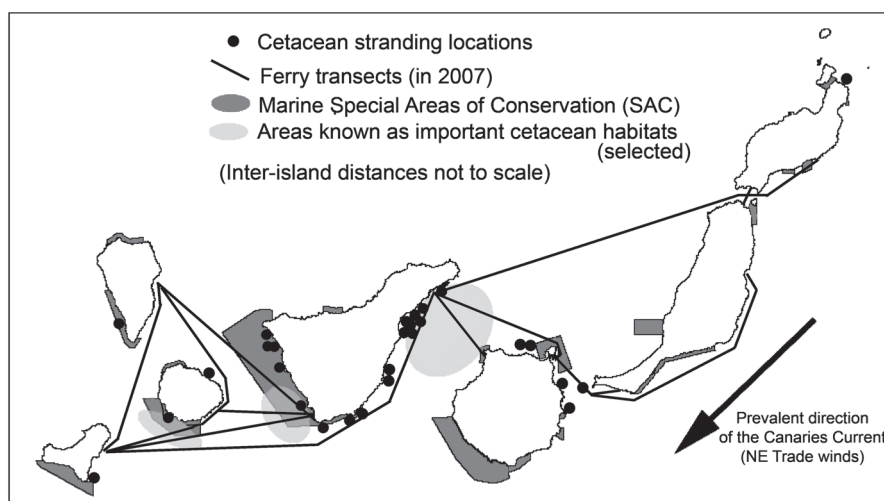 Cetacean stranding locations
Ferry transects (in 2007)
Marine Special Areas of Conservation (SAC)
Areas known as important cetacean habitats
(selected)
(Inter-island distances not to scale)
Prevalent direction
of the Canaries Current
(NE Trade winds)